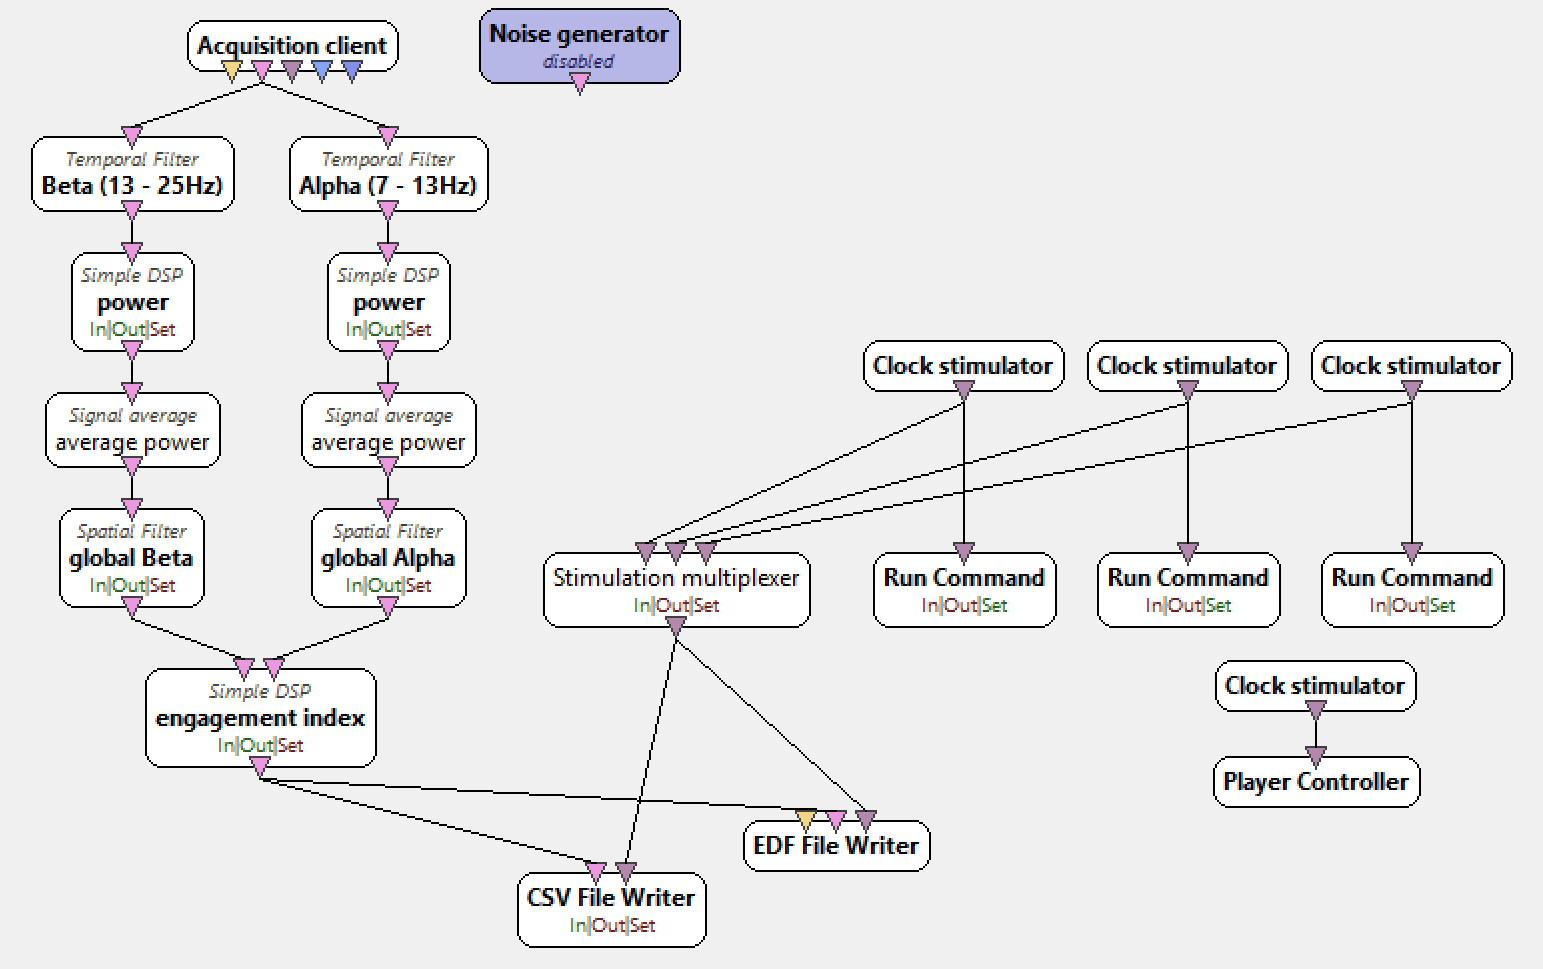 Acquisition client
Noise generator
disabled
Temporal Filter
Beta (13 - 25Hz)
Temporal Filter
Alpha (7 - 13Hz)
Simple DSP
power
In|Out|Set
Simple DSP
power
In|Out|Set
Signal average
average power
Signal average
average power
Spatial Filter
global Beta
In|Out|Set
Spatial Filter
global Alpha
In|Out|Set
Simple DSP
engagement index
In|Out|Set
Clock stimulator
Clock stimulator
Clock stimulator
Stimulation multiplexer
In|Out|Set
Run Command
In|Out|Set
Run Command
In|Out|Set
Run Command
In|Out|Set
Clock stimulator
Player Controller
EDF File Writer
CSV File Writer
In|Out|Set